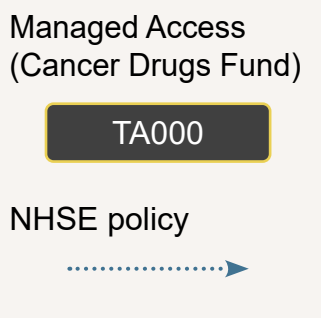 Managed Access
(Cancer Drugs Fund)
TA000
NHSE policy